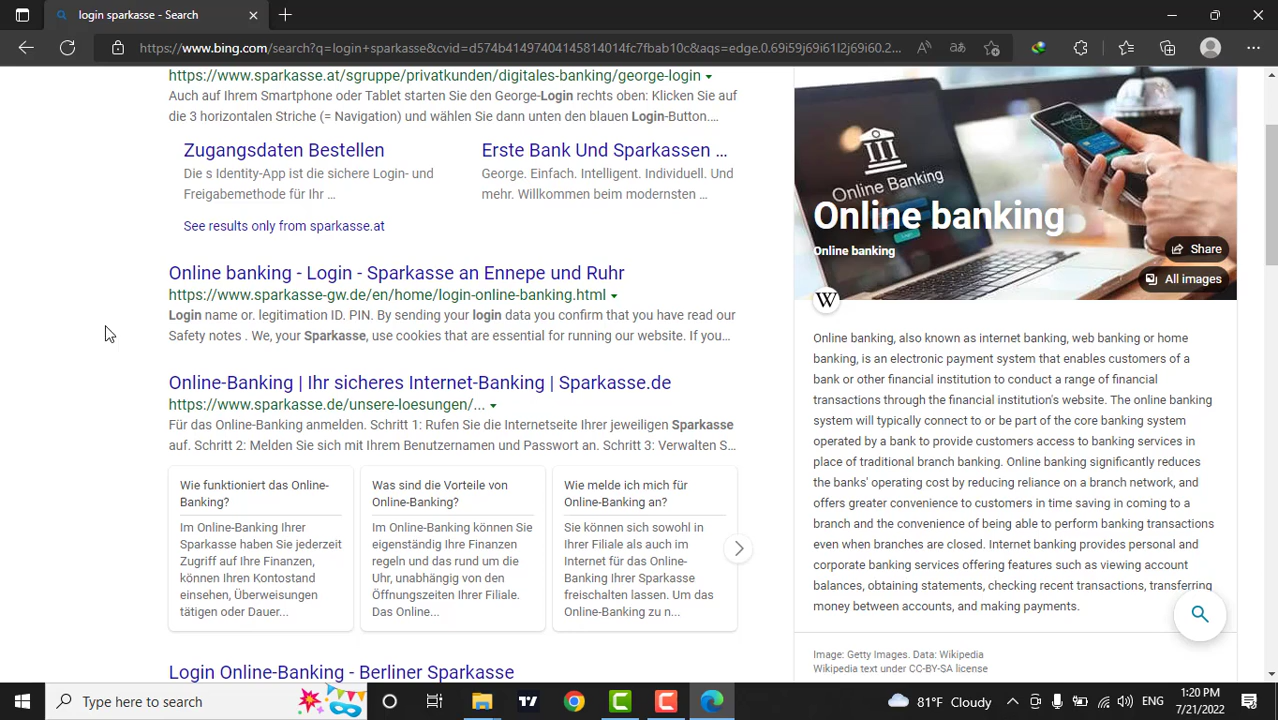 login sparkasse - Search
https://www.bing.com/search?q=login+sparkasse&cvid=d574b41497404145814014fc7fbab10c&aqs=edge.0.69i59j69i61l2j69i60.2...
https://www.sparkasse.at/sgruppe/privatkunden/digitales-banking/george-login
Auch auf Ihrem Smartphone oder Tablet starten Sie den George-Login rechts oben: Klicken Sie auf
die 3 horizontalen Striche (= Navigation) und wählen Sie dann unten den blauen Login-Button....
Zugangsdaten Bestellen
Die s Identity-App ist die sichere Login- und
Freigabemethode für Ihr ...
Erste Bank Und Sparkassen ...
George. Einfach. Intelligent. Individuell. Und
mehr. Willkommen beim modernsten ...
See results only from sparkasse.at
Online banking - Login - Sparkasse an Ennepe und Ruhr
https://www.sparkasse-gw.de/en/home/login-online-banking.html
Login name or. legitimation ID. PIN. By sending your login data you confirm that you have read our
Safety notes . We, your Sparkasse, use cookies that are essential for running our website. If you...
Online-Banking | Ihr sicheres Internet-Banking | Sparkasse.de
https://www.sparkasse.de/unsere-loesungen/...
Für das Online-Banking anmelden. Schritt 1: Rufen Sie die Internetseite Ihrer jeweiligen Sparkasse
auf. Schritt 2: Melden Sie sich mit Ihrem Benutzernamen und Passwort an. Schritt 3: Verwalten S...
Wie funktioniert das Online-
Banking?
Im Online-Banking Ihrer
Sparkasse haben Sie jederzeit
Zugriff auf Ihre Finanzen,
können Ihren Kontostand
einsehen, Überweisungen
tätigen oder Dauer...
Was sind die Vorteile von
Online-Banking?
Im Online-Banking können Sie
eigenständig Ihre Finanzen
regeln und das rund um die
Uhr, unabhängig von den
Öffnungszeiten Ihrer Filiale.
Das Online...
Wie melde ich mich für
Online-Banking an?
Sie können sich sowohl in
Ihrer Filiale als auch im
Internet für das Online-
Banking Ihrer Sparkasse
freischalten lassen. Um das
Online-Banking zu n...
Login Online-Banking - Berliner Sparkasse
Online Banking
Login
Online banking
Online banking
Share
All images
W
Online banking, also known as internet banking, web banking or home
banking, is an electronic payment system that enables customers of a
bank or other financial institution to conduct a range of financial
transactions through the financial institution's website. The online banking
system will typically connect to or be part of the core banking system
operated by a bank to provide customers access to banking services in
place of traditional branch banking. Online banking significantly reduces
the banks' operating cost by reducing reliance on a branch network, and
offers greater convenience to customers in time saving in coming to a
branch and the convenience of being able to perform banking transactions
even when branches are closed. Internet banking provides personal and
corporate banking services offering features such as viewing account
balances, obtaining statements, checking recent transactions, transferring
money between accounts, and making payments.
Image: Getty Images. Data: Wikipedia
Wikipedia text under CC-BY-SA license
Type here to search
81°F Cloudy
ENG
1:20 PM
7/21/2022